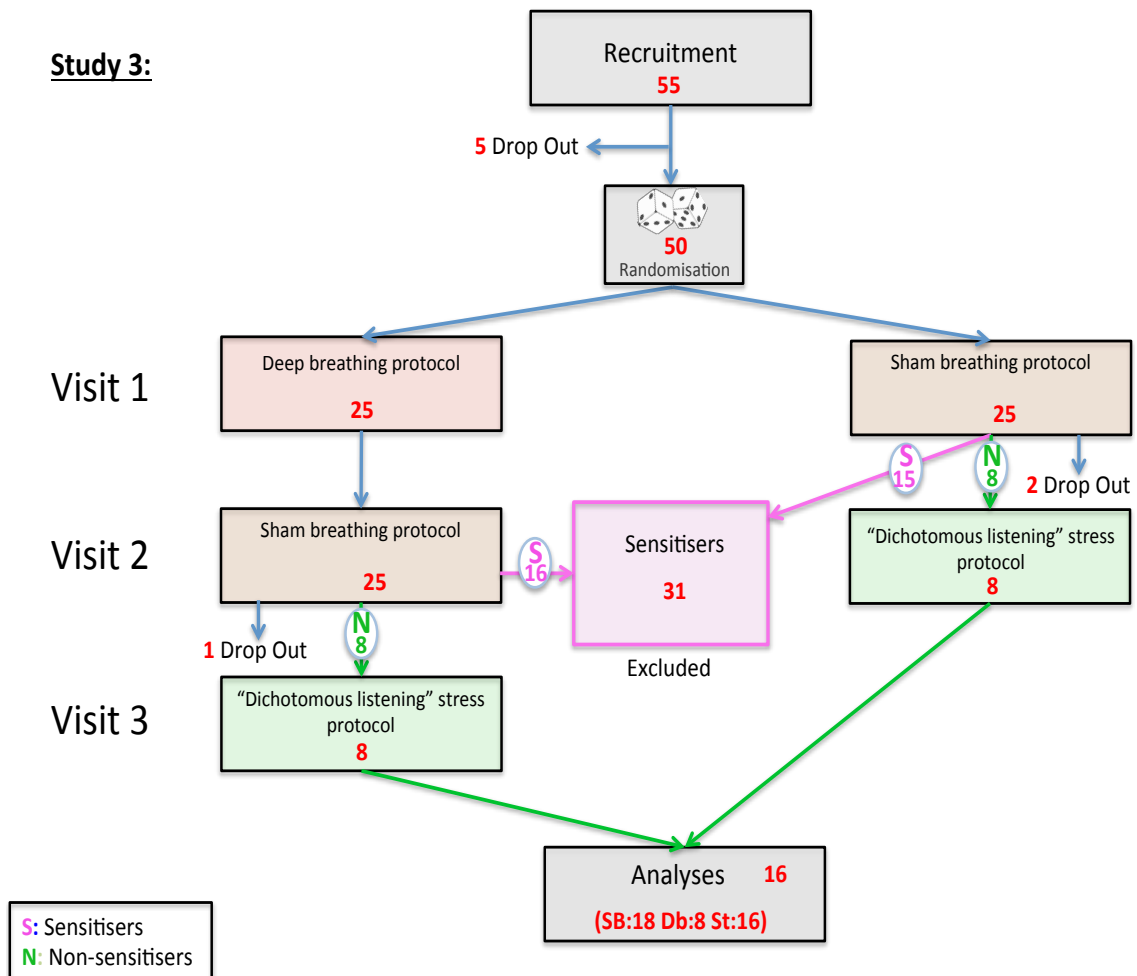 Study 3:
Recruitment
55
5 Drop Out
50
Randomisation
Visit 1
Deep breathing protocol
25
Sham breathing protocol
25
S
15
N
8
2 Drop Out
Visit 2
Sham breathing protocol
25
S
16
Sensitisers
31
Excluded
“Dichotomous listening” stress
protocol
8
1 Drop Out
N
8
Visit 3
“Dichotomous listening” stress
protocol
8
Analyses 16
(SB:18 Db:8 St:16)
S: Sensitisers
N: Non-sensitisers